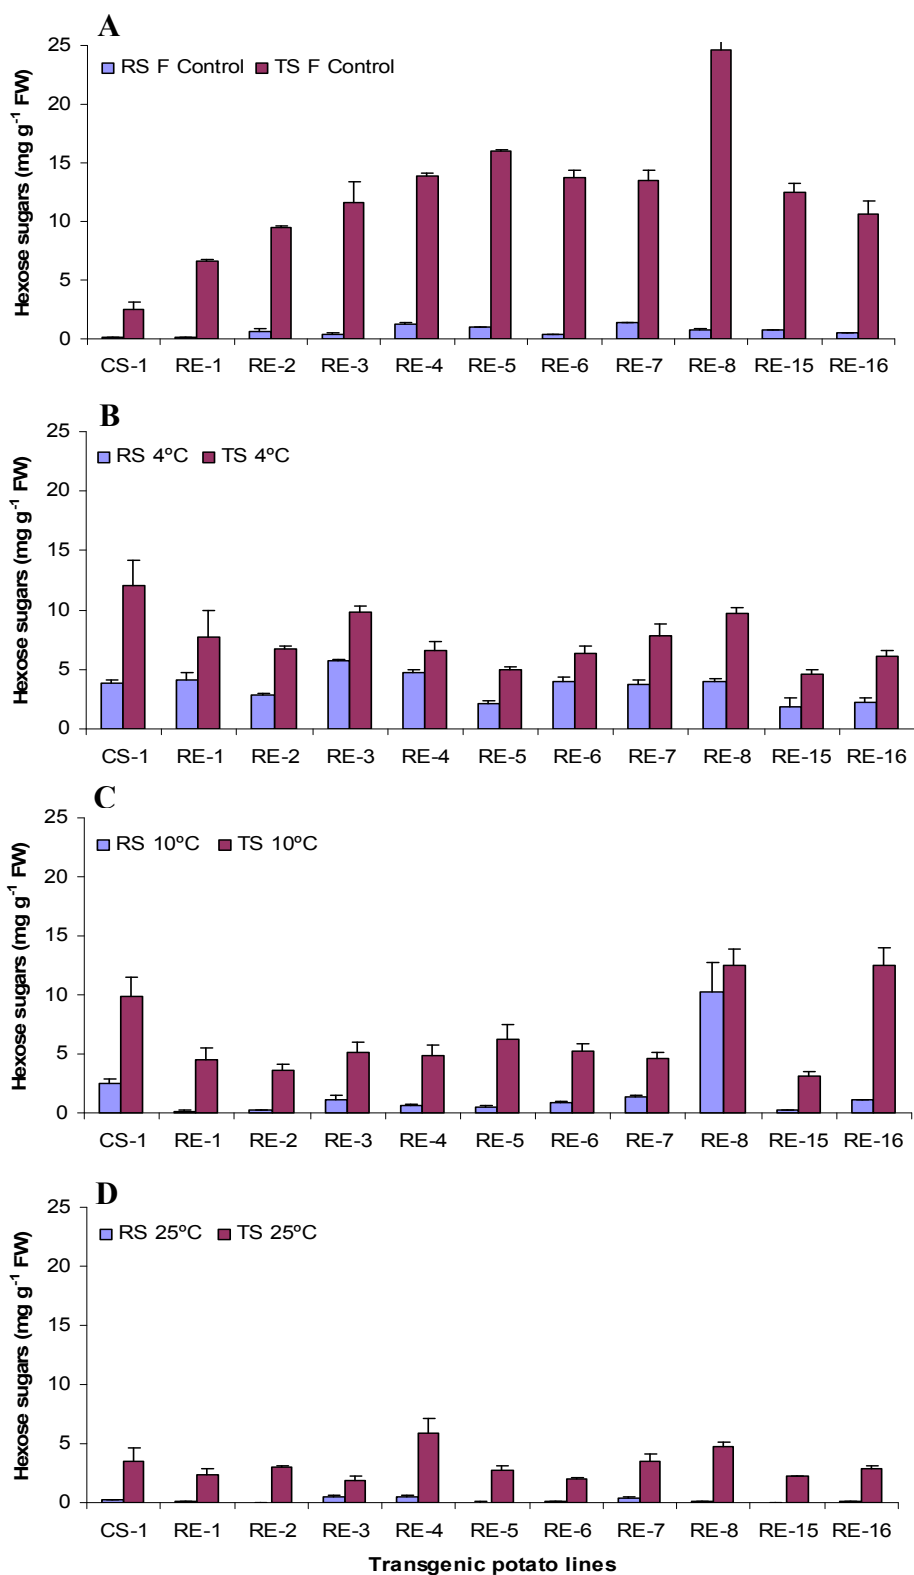 A
RS F Control TS F Control
Hexose sugars (mg g⁻¹ FW)
25
20
15
10
5
0
CS-1 RE-1 RE-2 RE-3 RE-4 RE-5 RE-6 RE-7 RE-8 RE-15 RE-16
B
RS 4ºC TS 4ºC
Hexose sugars (mg g⁻¹ FW)
25
20
15
10
5
0
CS-1 RE-1 RE-2 RE-3 RE-4 RE-5 RE-6 RE-7 RE-8 RE-15 RE-16
C
RS 10ºC TS 10ºC
Hexose sugars (mg g⁻¹ FW)
25
20
15
10
5
0
CS-1 RE-1 RE-2 RE-3 RE-4 RE-5 RE-6 RE-7 RE-8 RE-15 RE-16
D
RS 25ºC TS 25ºC
Hexose sugars (mg g⁻¹ FW)
25
20
15
10
5
0
CS-1 RE-1 RE-2 RE-3 RE-4 RE-5 RE-6 RE-7 RE-8 RE-15 RE-16
Transgenic potato lines